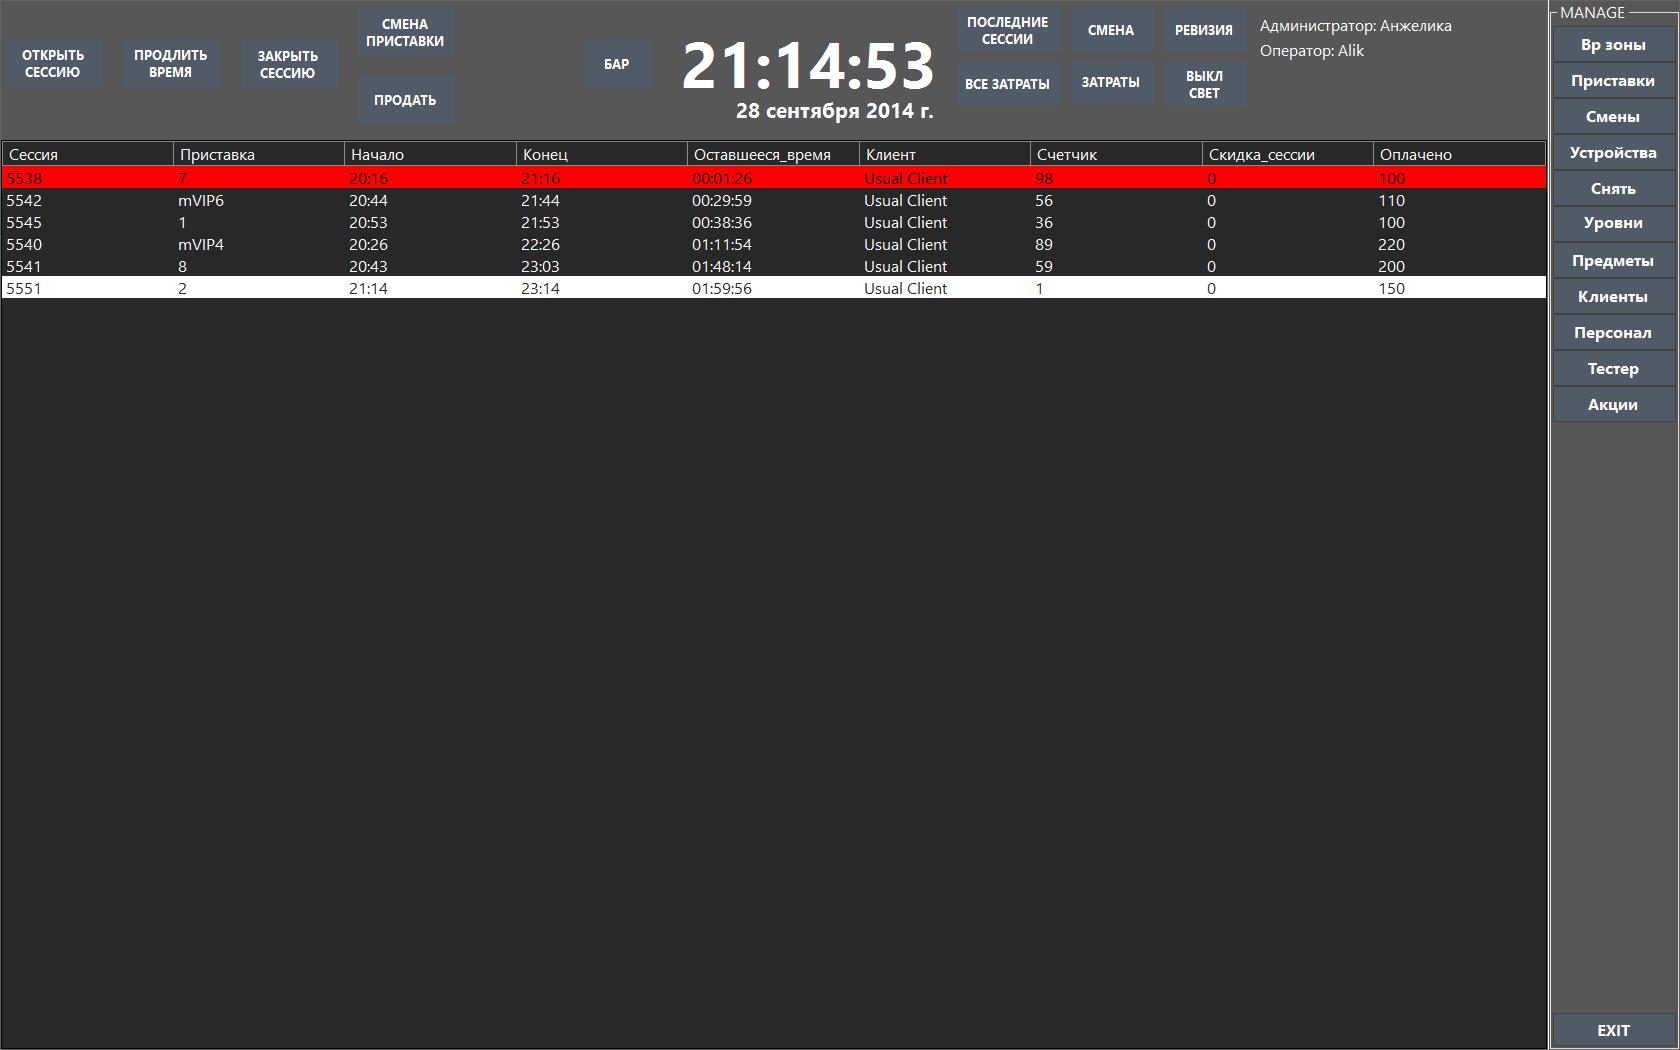 ОТКРЫТЬ
СЕССИЮ
ПРОДЛИТЬ
ВРЕМЯ
ЗАКРЫТЬ
СЕССИЮ
СМЕНА
ПРИСТАВКИ
ПРОДАТЬ
БАР
21:14:53
28 сентября 2014 г.
ПОСЛЕДНИЕ
СЕССИИ
СМЕНА
РЕВИЗИЯ
ВСЕ ЗАТРАТЫ
ЗАТРАТЫ
ВЫКЛ
СВЕТ
Администратор: Анжелика
Оператор: Alik
Сессия Приставка Начало Конец Оставшееся_время Клиент Счетчик Скидка_сессии Оплачено
5538 7 20:16 21:16 00:01:26 Usual Client 98 0 100
5542 mVIP6 20:44 21:44 00:29:59 Usual Client 56 0 110
5545 1 20:53 21:53 00:38:36 Usual Client 36 0 100
5540 mVIP4 20:26 22:26 01:11:54 Usual Client 89 0 220
5541 8 20:43 23:03 01:48:14 Usual Client 59 0 200
5551 2 21:14 23:14 01:59:56 Usual Client 1 0 150
MANAGE
Вр зоны
Приставки
Смены
Устройства
Снять
Уровни
Предметы
Клиенты
Персонал
Тестер
Акции
EXIT